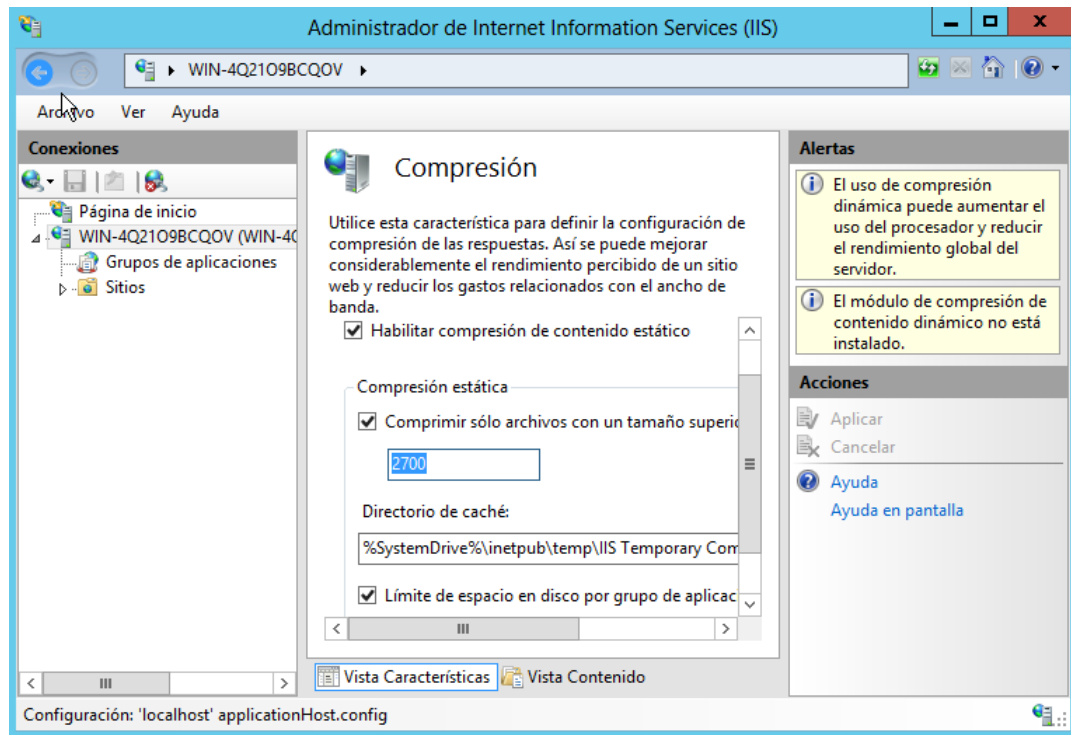 Administrador de Internet Information Services (IIS)
WIN-4Q21O9BCQOV
Archivo Ver Ayuda
Conexiones
Página de inicio
WIN-4Q21O9BCQOV (WIN-4Q
Grupos de aplicaciones
Sitios
Compresión
Utilice esta característica para definir la configuración de
compresión de las respuestas. Así se puede mejorar
considerablemente el rendimiento percibido de un sitio
web y reducir los gastos relacionados con el ancho de
banda.
Habilitar compresión de contenido estático
Compresión estática
Comprimir sólo archivos con un tamaño superio
2700
Directorio de caché:
%SystemDrive%\inetpub\temp\IIS Temporary Com
Límite de espacio en disco por grupo de aplicac
Vista Características
Vista Contenido
Alertas
El uso de compresión
dinámica puede aumentar el
uso del procesador y reducir
el rendimiento global del
servidor.
El módulo de compresión de
contenido dinámico no está
instalado.
Acciones
Aplicar
Cancelar
Ayuda
Ayuda en pantalla
Configuración: 'localhost' applicationHost.config